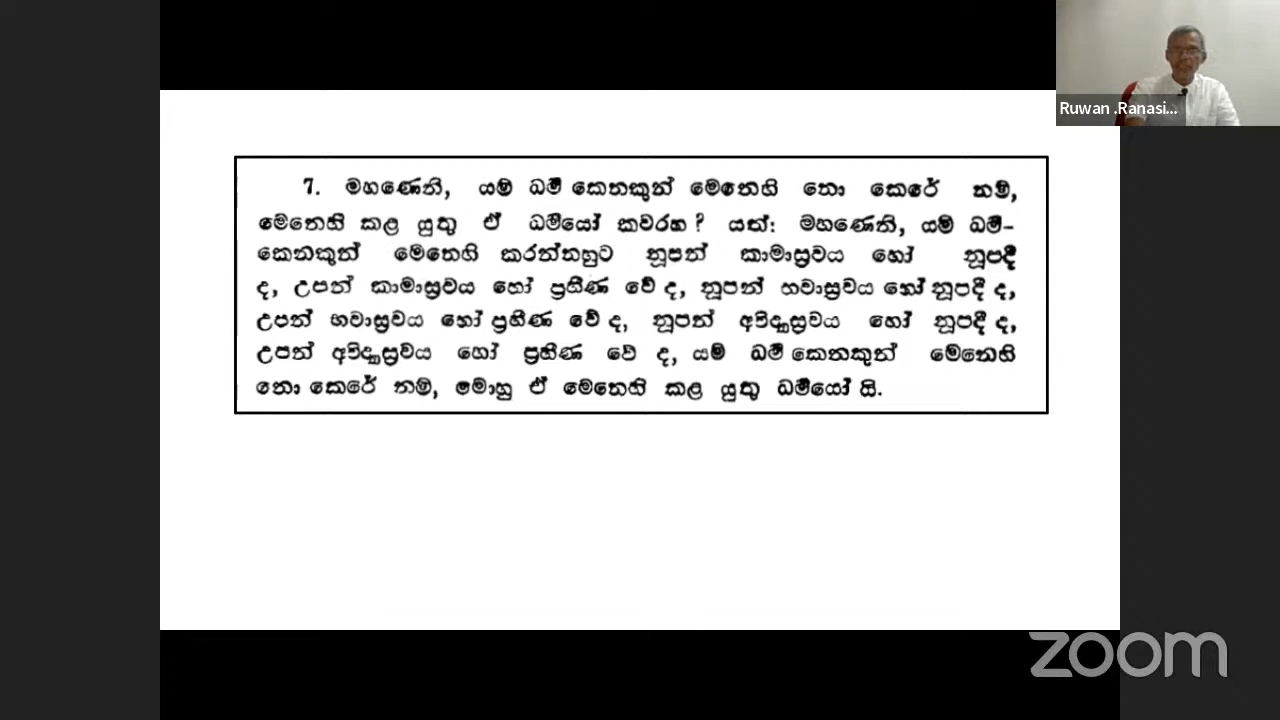 Ruwan .Ranasi...
7. මහණෙනි, යම් ධර්ම කෙනකුන් මෙනෙහි නො කෙරේ නම්,
මෙනෙහි කළ යුතු ඒ ධර්මයෝ කවරහ? යත්: මහණෙනි, යම් ධර්ම-
කෙනකුන් මෙනෙහි කරන්නහුට නූපන් කාමාස්‍රවය හෝ නූපදී
ද, උපන් කාමාස්‍රවය හෝ ප්‍රහීණ වේ ද, නූපන් භවාස්‍රවය හෝ නූපදී ද,
උපන් භවාස්‍රවය හෝ ප්‍රහීණ වේ ද, නූපන් අවිද්‍යාස්‍රවය හෝ නූපදී ද,
උපන් අවිද්‍යාස්‍රවය හෝ ප්‍රහීණ වේ ද, යම් ධර්ම කෙනකුන් මෙනෙහි
නො කෙරේ නම්, මොහු ඒ මෙනෙහි කළ යුතු ධර්මයෝ යි.
zoom